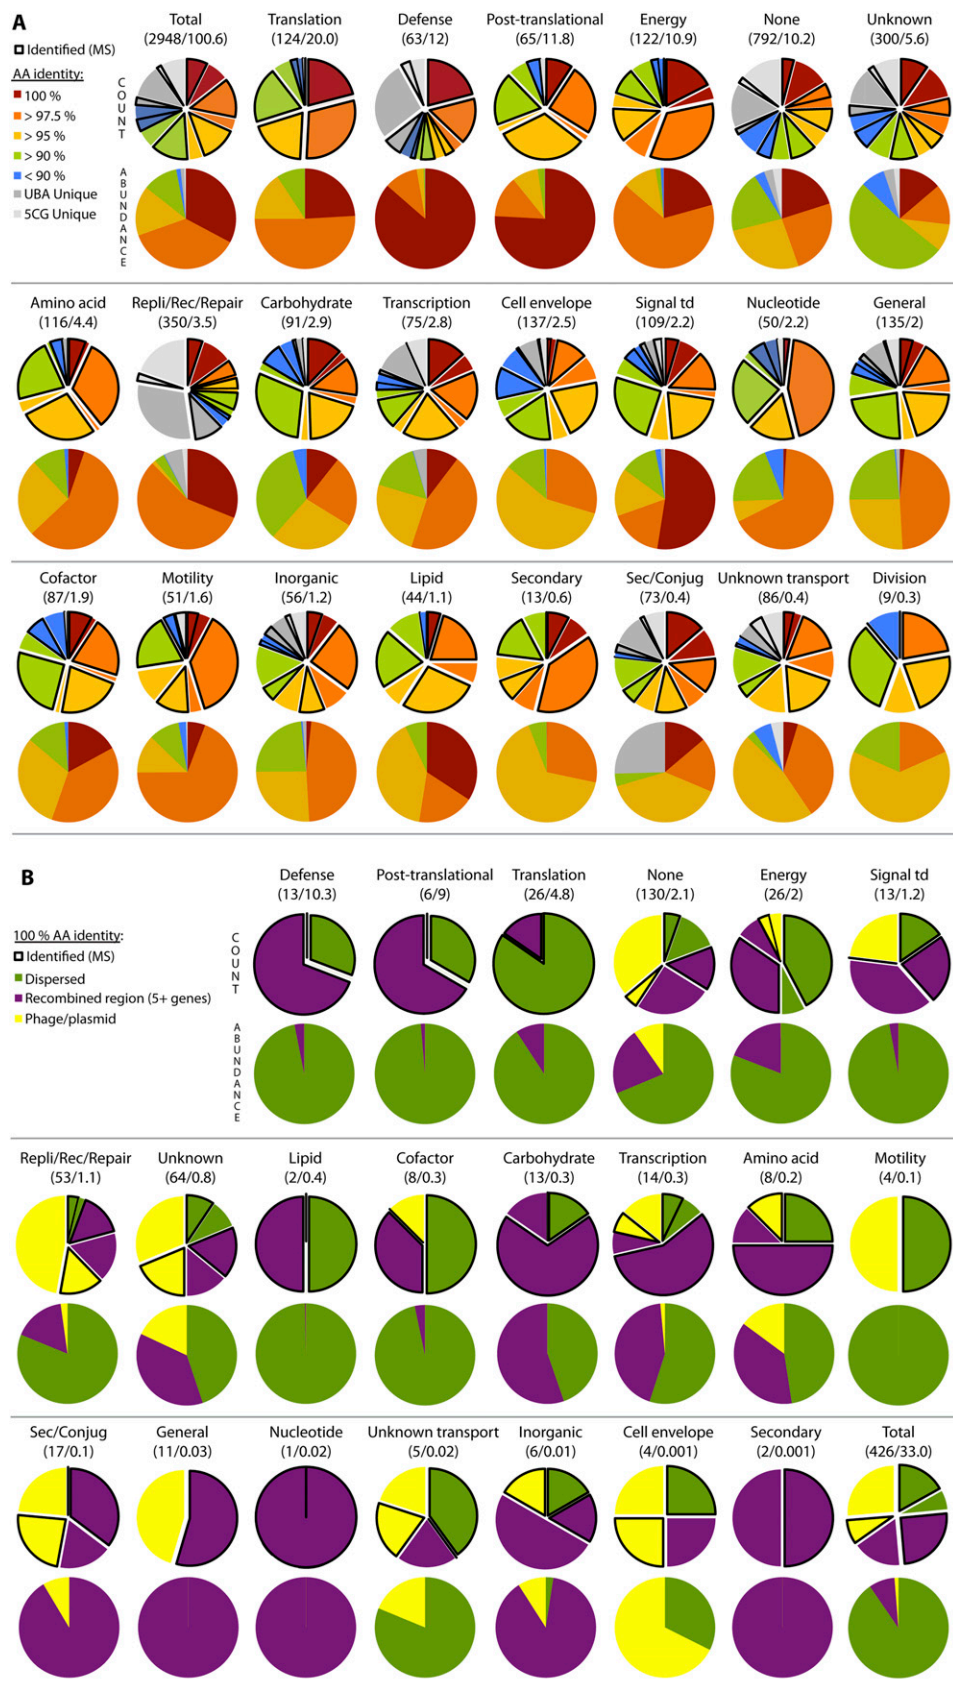 A
Total
(2948/100.6)
Translation
(124/20.0)
Defense
(63/12)
Post-translational
(65/11.8)
Energy
(122/10.9)
None
(792/10.2)
Unknown
(300/5.6)
Identified (MS)
AA identity:
100 %
> 97.5 %
> 95 %
> 90 %
< 90 %
UBA Unique
5CG Unique
COUNT
ABUNDANCE
Amino acid
(116/4.4)
Repli/Rec/Repair
(350/3.5)
Carbohydrate
(91/2.9)
Transcription
(75/2.8)
Cell envelope
(137/2.5)
Signal td
(109/2.2)
Nucleotide
(50/2.2)
General
(135/2)
Cofactor
(87/1.9)
Motility
(51/1.6)
Inorganic
(56/1.2)
Lipid
(44/1.1)
Secondary
(13/0.6)
Sec/Conjug
(73/0.4)
Unknown transport
(86/0.4)
Division
(9/0.3)
B
Defense
(13/10.3)
Post-translational
(6/9)
Translation
(26/4.8)
None
(130/2.1)
Energy
(26/2)
Signal td
(13/1.2)
100 % AA identity:
Identified (MS)
Dispersed
Recombined region (5+ genes)
Phage/plasmid
COUNT
ABUNDANCE
Repli/Rec/Repair
(53/1.1)
Unknown
(64/0.8)
Lipid
(2/0.4)
Cofactor
(8/0.3)
Carbohydrate
(13/0.3)
Transcription
(14/0.3)
Amino acid
(8/0.2)
Motility
(4/0.1)
Sec/Conjug
(17/0.1)
General
(11/0.03)
Nucleotide
(1/0.02)
Unknown transport
(5/0.02)
Inorganic
(6/0.01)
Cell envelope
(4/0.001)
Secondary
(2/0.001)
Total
(426/33.0)